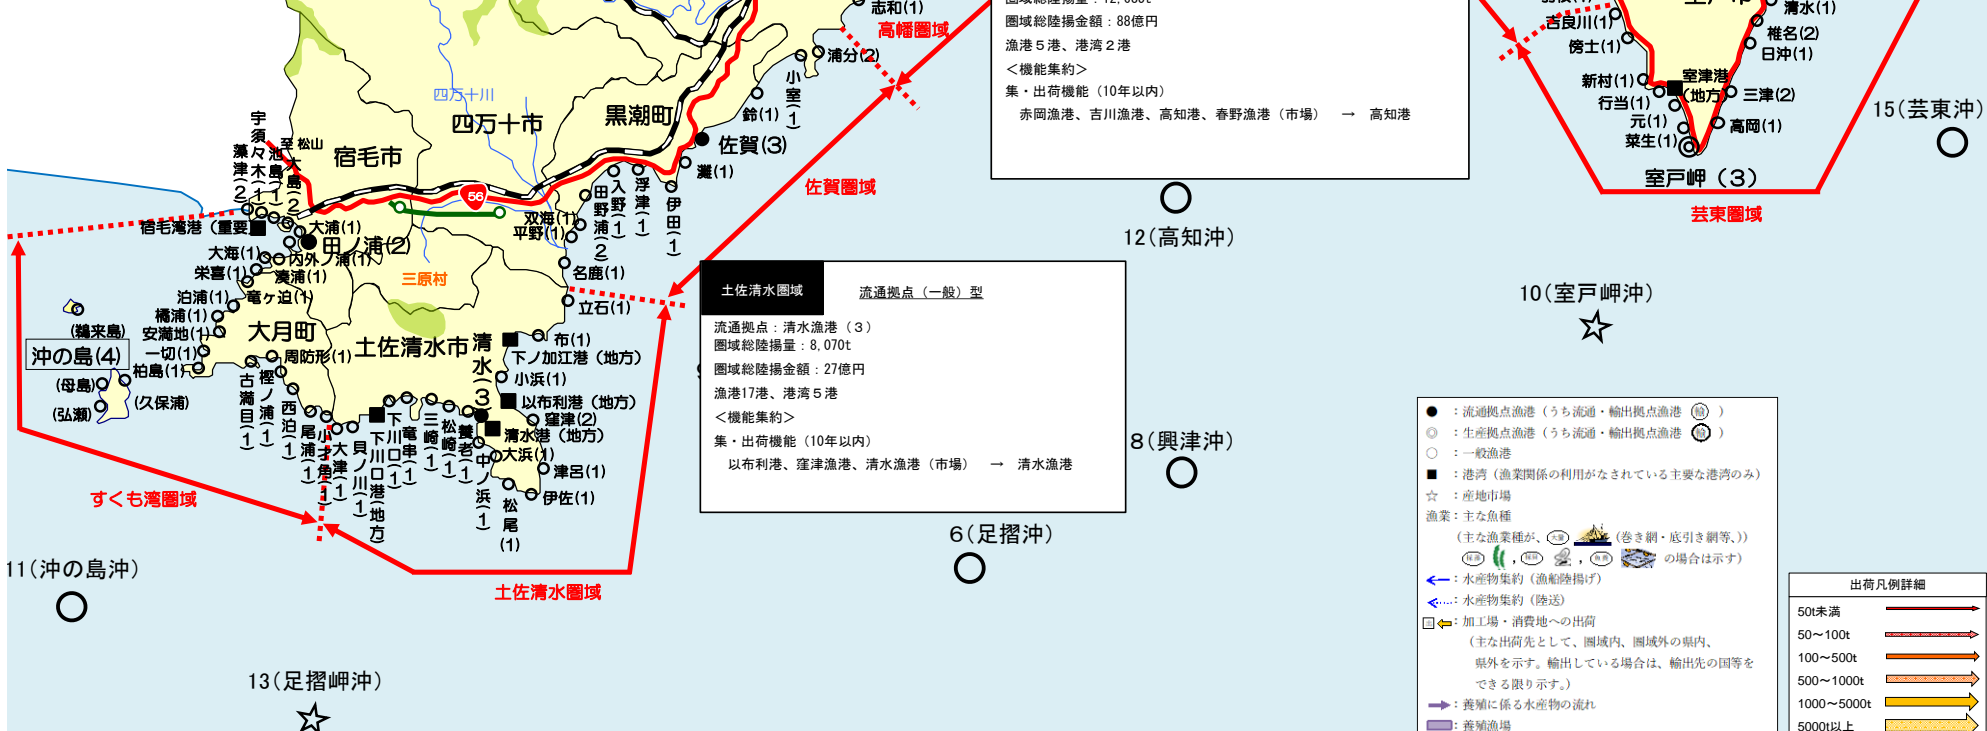 志和(1)
高幡圏域
浦分(2)
小室(1)
鈴(1)
佐賀(3)
灘(1)
佐賀圏域
四万十川
四万十市
黒潮町
宿毛市
至 松山
宇須々木(1)
藻津(2)
池島(1)
大島(2)
56
入野(1)
浮津(1)
伊田(1)
田野浦(2)
双海(1)
平野(1)
名鹿(1)
立石(1)
宿毛湾港（重要
大浦(1)
田ノ浦(2)
大海(1)
内外ノ浦(1)
栄喜(1)
湊浦(1)
泊浦(1)
竜ヶ迫(1)
橘浦(1)
安満地(1)
一切(1)
柏島(1)
三原村
大月町
土佐清水市
周防形(1)
古満目(1)
樫ノ浦(1)
西泊(1)
尾浦(1)
小才角(1)
大津(1)
貝ノ川(1)
下川口港(地方)
下川口(1)
竜串(1)
三崎(1)
松崎(1)
養老(1)
中ノ浜(1)
清水(3)
布(1)
下ノ加江港（地方）
小浜(1)
以布利港（地方）
窪津(2)
清水港（地方）
大浜(1)
津呂(1)
伊佐(1)
松尾(1)
(鵜来島)
沖の島(4)
(母島)
(弘瀬)
(久保浦)
すくも湾圏域
土佐清水圏域
11(沖の島沖)
13(足摺岬沖)
6(足摺沖)
8(興津沖)
12(高知沖)
10(室戸岬沖)
15(芸東沖)
圏域総陸揚金額：88億円
漁港５港、港湾２港
＜機能集約＞
集・出荷機能（10年以内）
赤岡漁港、吉川漁港、高知港、春野漁港（市場）　→　高知港
土佐清水圏域
流通拠点（一般）型
流通拠点：清水漁港（３）
圏域総陸揚量：8,070t
圏域総陸揚金額：27億円
漁港17港、港湾５港
＜機能集約＞
集・出荷機能（10年以内）
以布利港、窪津漁港、清水漁港（市場）　→　清水漁港
吉良川(1)
傍士(1)
新村(1)
行当(1)
元(1)
菜生(1)
室津港
(地方)
清水(1)
椎名(2)
日沖(1)
三津(2)
高岡(1)
室戸岬（3）
芸東圏域
●　：流通拠点漁港（うち流通・輸出拠点漁港 輸 ）
◎　：生産拠点漁港（うち流通・輸出拠点漁港 輸 ）
○　：一般漁港
■　：港湾（漁業関係の利用がなされている主要な港湾のみ）
☆　：産地市場
漁業：主な魚種
（主な漁業種が、 （巻き網・底引き網等、））
， ， の場合は示す）
：水産物集約（漁船陸揚げ）
：水産物集約（陸送）
：加工場・消費地への出荷
（主な出荷先として、圏域内、圏域外の県内、
県外を示す。輸出している場合は、輸出先の国等を
できる限り示す。）
：養殖に係る水産物の流れ
：養殖漁場
出荷凡例詳細
50t未満
50～100t
100～500t
500～1000t
1000～5000t
5000t以上